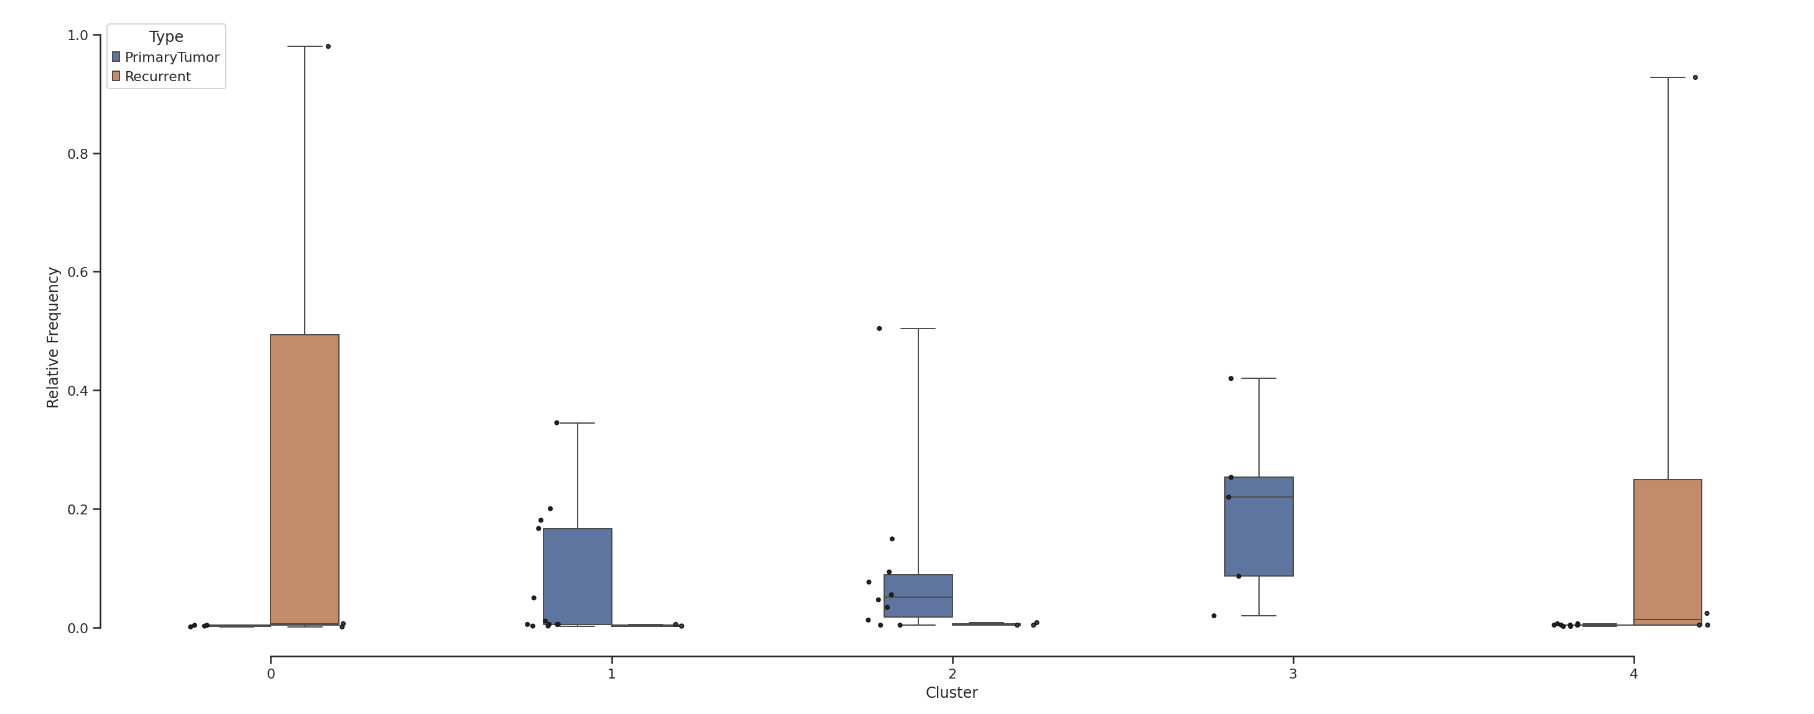 Type
PrimaryTumor
Recurrent
1.0
0.8
0.6
0.4
0.2
0.0
Relative Frequency
0 1 2 3 4
Cluster